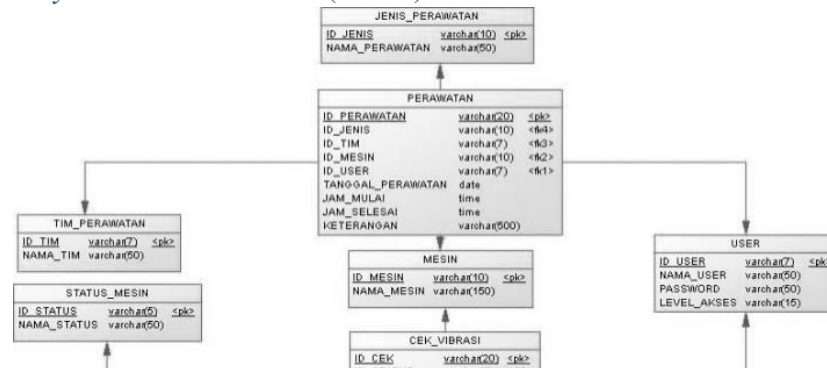 JENIS_PERAWATAN
ID_JENIS varchar(10) <pk>
NAMA_PERAWATAN varchar(50)
PERAWATAN
ID_PERAWATAN varchar(20) <pk>
ID_JENIS varchar(10) <fk4>
ID_TIM varchar(7) <fk3>
ID_MESIN varchar(10) <fk2>
ID_USER varchar(7) <fk1>
TANGGAL_PERAWATAN date
JAM_MULAI time
JAM_SELESAI time
KETERANGAN varchar(500)
TIM_PERAWATAN
ID_TIM varchar(7) <pk>
NAMA_TIM varchar(50)
MESIN
ID_MESIN varchar(10) <pk>
NAMA_MESIN varchar(150)
USER
ID_USER varchar(7) <pk>
NAMA_USER varchar(50)
PASSWORD varchar(50)
LEVEL_AKSES varchar(15)
STATUS_MESIN
ID_STATUS varchar(5) <pk>
NAMA_STATUS varchar(50)
CEK_VIBRASI
ID_CEK varchar(20) <pk>